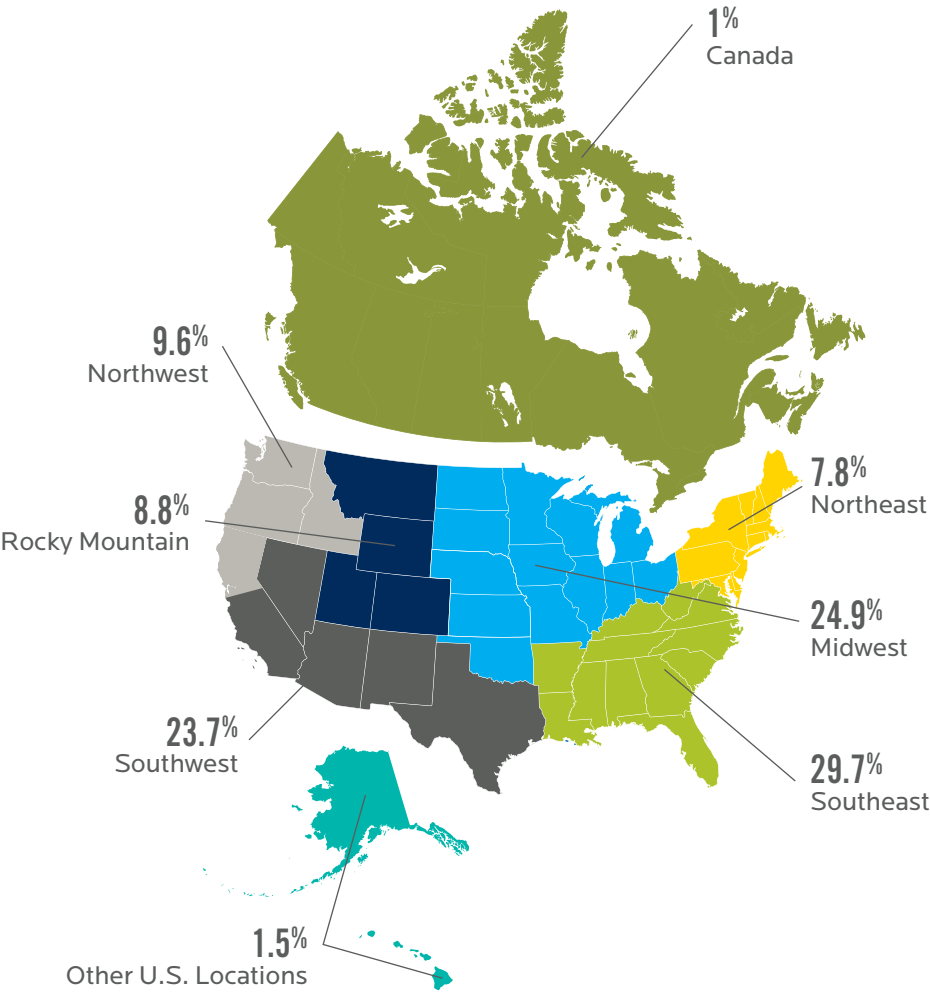 1%
Canada
9.6%
Northwest
7.8%
Northeast
8.8%
Rocky Mountain
24.9%
Midwest
23.7%
Southwest
29.7%
Southeast
1.5%
Other U.S. Locations